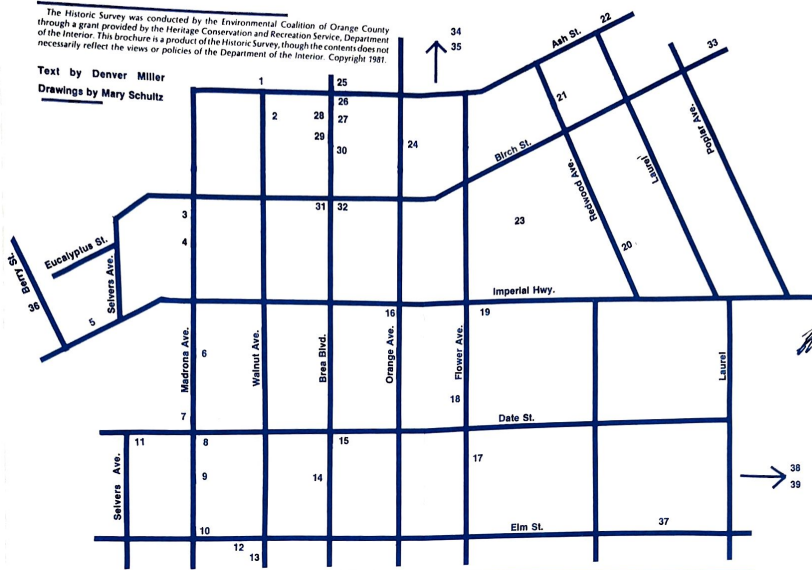 The Historic Survey was conducted by the Environmental Coalition of Orange County
through a grant provided by the Heritage Conservation and Recreation Service, Department
of the Interior. This brochure is a product of the Historic Survey, though the contents does not
necessarily reflect the views or policies of the Department of the Interior. Copyright 1981.
Text by Denver Miller
Drawings by Mary Schultz
34
35
22
Ash St.
33
1
25
26
2
28
27
29
30
24
21
Birch St.
Redwood Ave.
Laurel
Poplar Ave.
3
4
31
32
23
20
Eucalyptus St.
Berry St.
36
Selvers Ave.
5
Imperial Hwy.
16
19
Madrona Ave.
6
Walnut Ave.
Brea Blvd.
Orange Ave.
Flower Ave.
Laurel
18
7
Date St.
11
8
15
17
Selvers Ave.
9
14
38
39
10
Elm St.
37
12
13